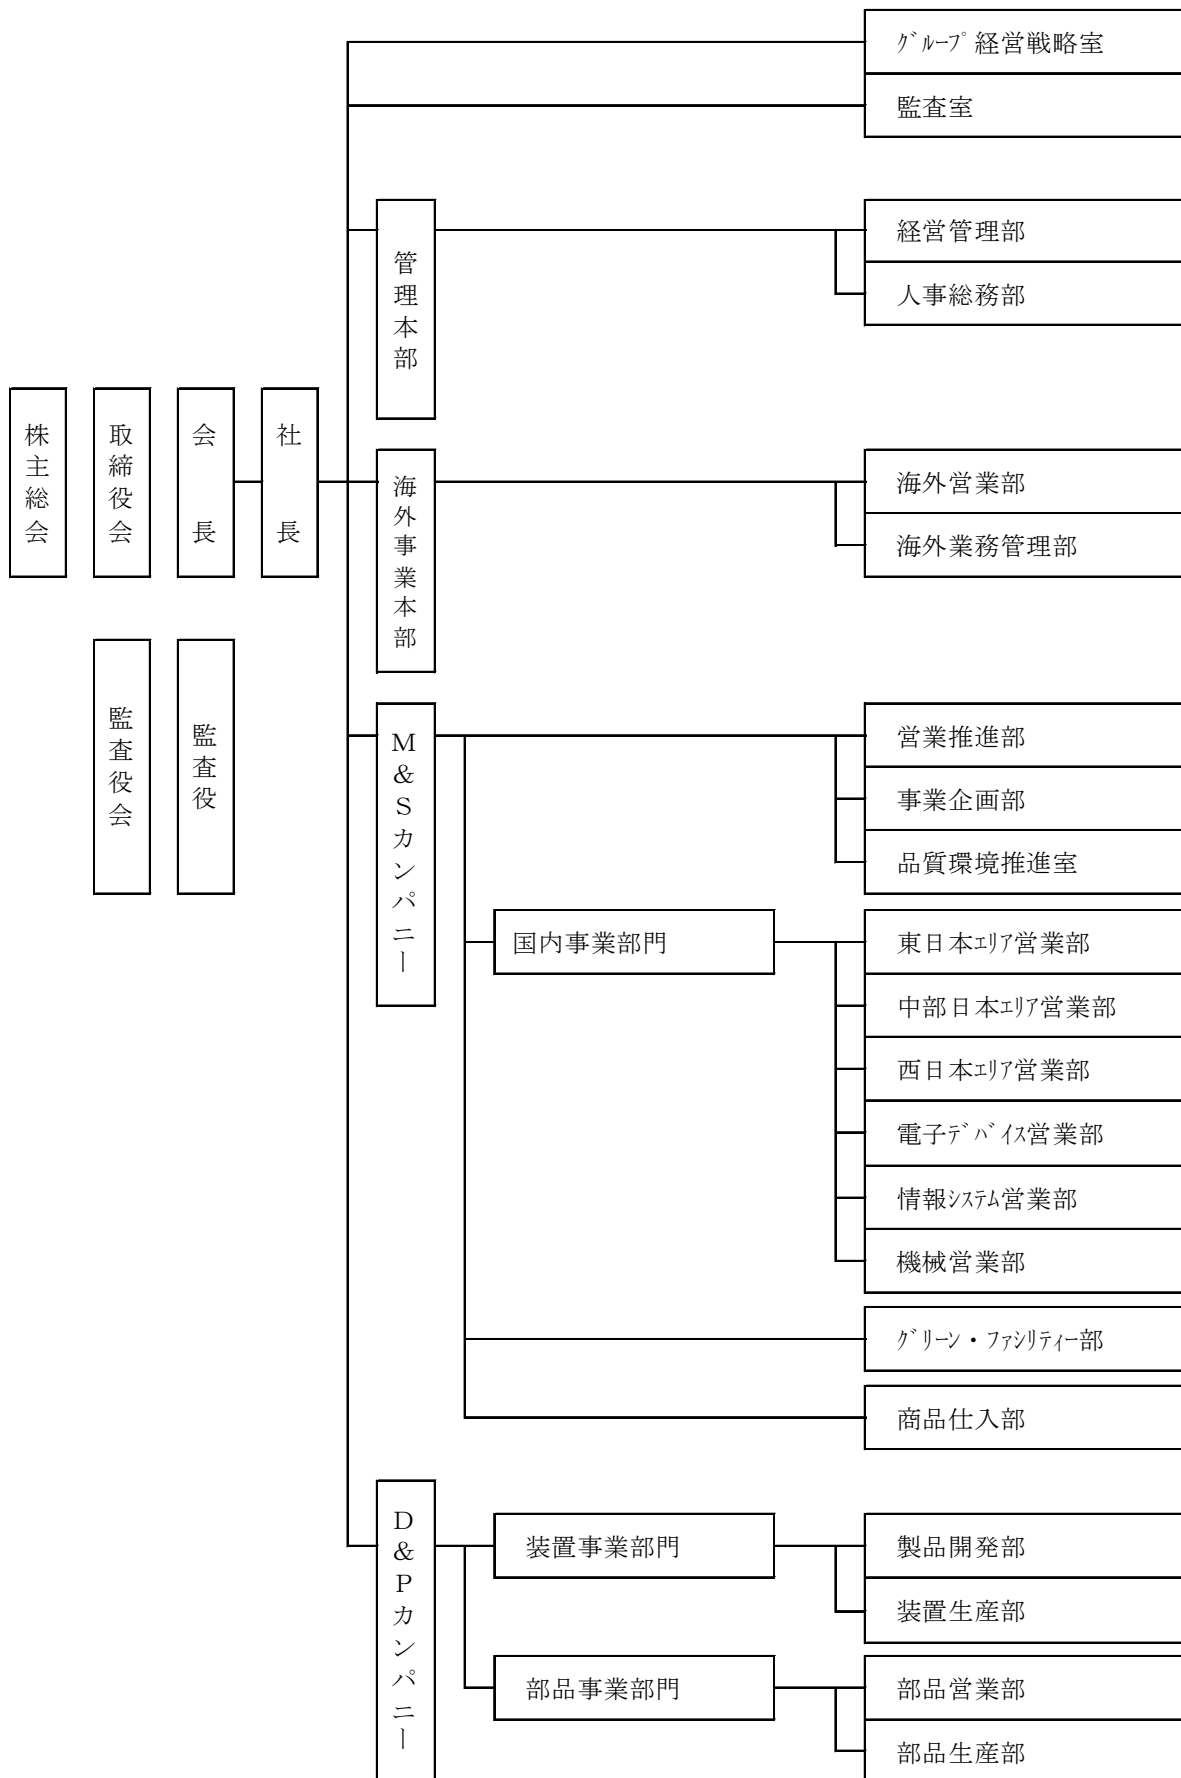 グループ経営戦略室
監査室
管理本部
経営管理部
人事総務部
株主総会
取締役会
会長
社長
海外事業本部
海外営業部
海外業務管理部
監査役会
監査役
M&Sカンパニー
営業推進部
事業企画部
品質環境推進室
国内事業部門
東日本エリア営業部
中部日本エリア営業部
西日本エリア営業部
電子デバイス営業部
情報システム営業部
機械営業部
グリーン・ファシリティー部
商品仕入部
D&Pカンパニー
装置事業部門
製品開発部
装置生産部
部品事業部門
部品営業部
部品生産部